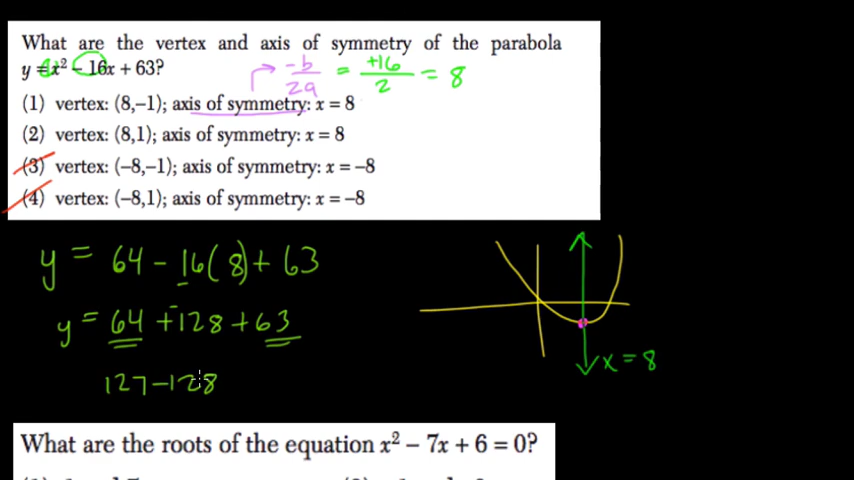 What are the vertex and axis of symmetry of the parabola
y = x² – 16x + 63?
-b/2a = +16/2 = 8
(1) vertex: (8,–1); axis of symmetry: x = 8
(2) vertex: (8,1); axis of symmetry: x = 8
(3) vertex: (–8,–1); axis of symmetry: x = –8
(4) vertex: (–8,1); axis of symmetry: x = –8
y = 64 - 16(8) + 63
y = 64 + -128 + 63
127 - 128
x = 8
What are the roots of the equation x² – 7x + 6 = 0?